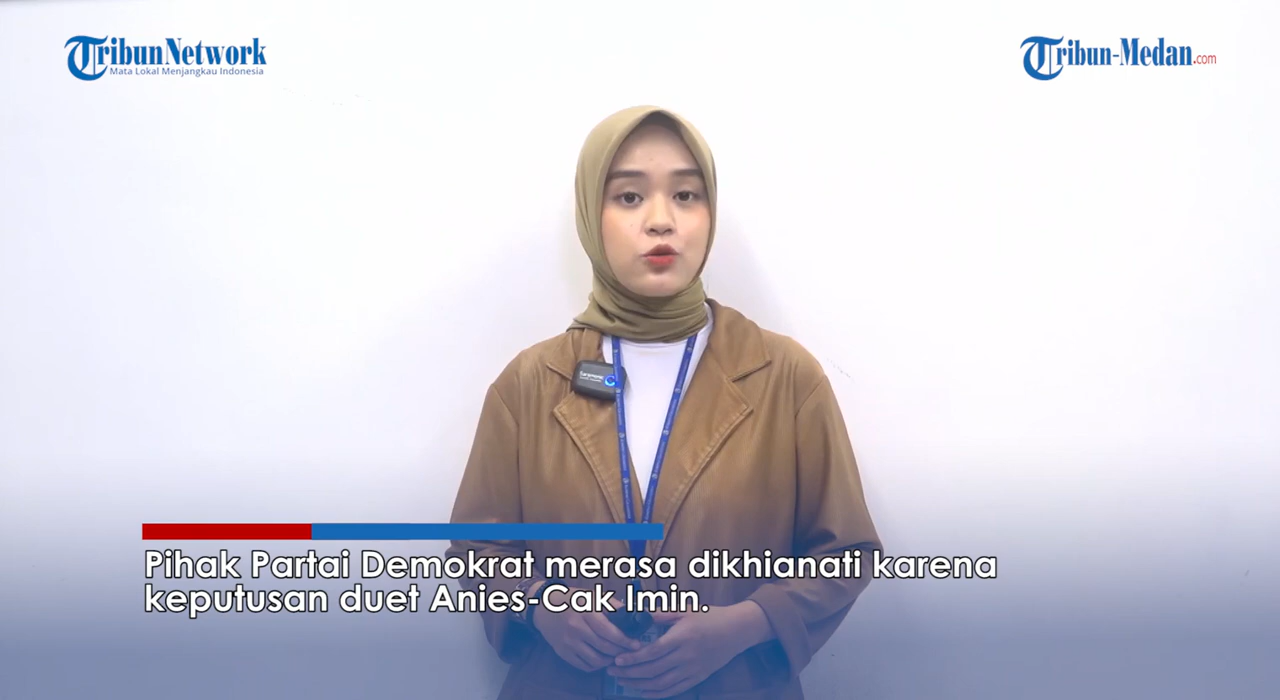 TribunNetwork
Mata Lokal Menjangkau Indonesia
Tribun-Medan.com
Pihak Partai Demokrat merasa dikhianati karena
keputusan duet Anies-Cak Imin.